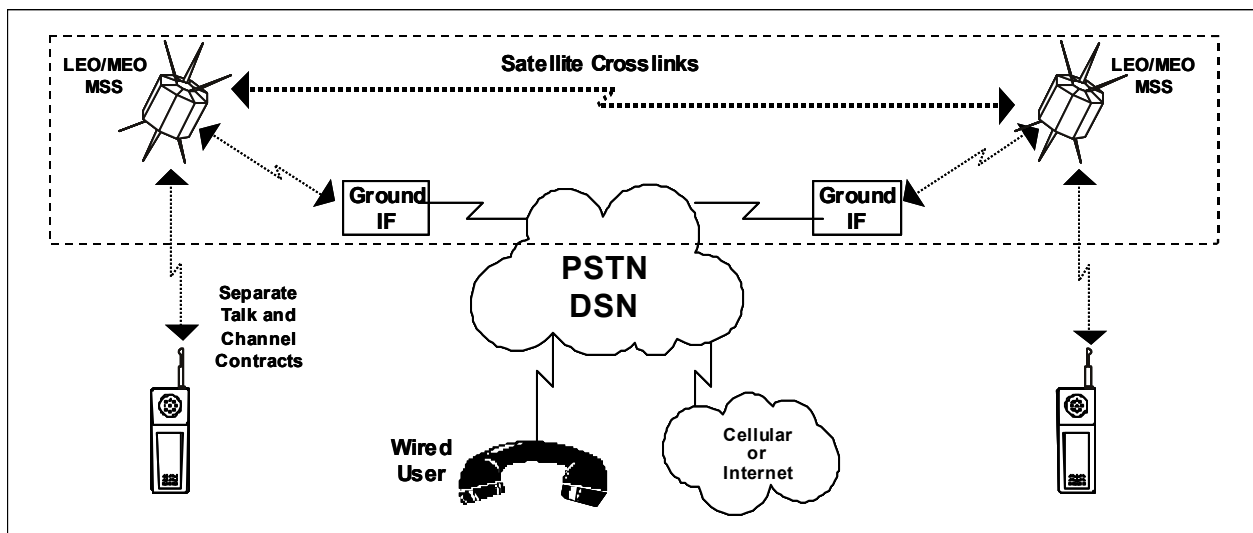 LEO/MEO
MSS
Satellite Crosslinks
LEO/MEO
MSS
Ground
IF
Ground
IF
PSTN
DSN
Separate
Talk and
Channel
Contracts
Wired
User
Cellular
or
Internet